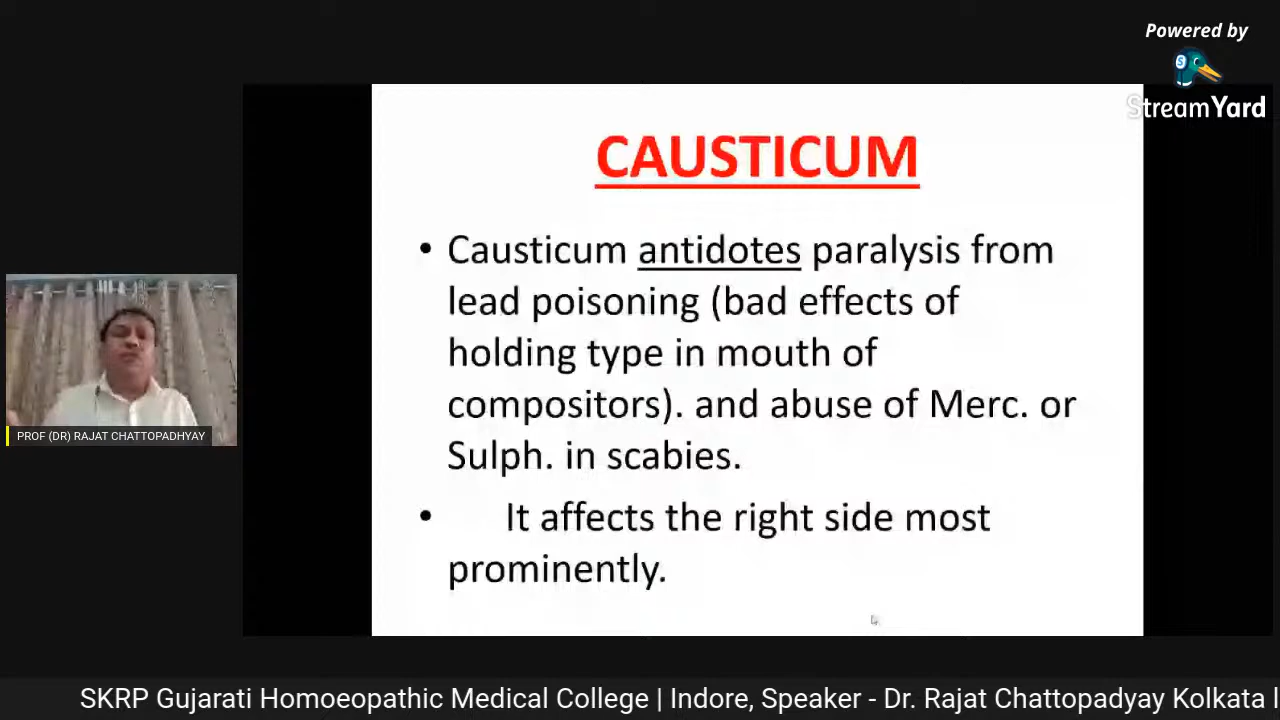 Powered by
StreamYard
CAUSTICUM
• Causticum antidotes paralysis from
lead poisoning (bad effects of
holding type in mouth of
compositors). and abuse of Merc. or
Sulph. in scabies.
• It affects the right side most
prominently.
PROF (DR) RAJAT CHATTOPADHYAY
SKRP Gujarati Homoeopathic Medical College | Indore, Speaker - Dr. Rajat Chattopadyay Kolkata |